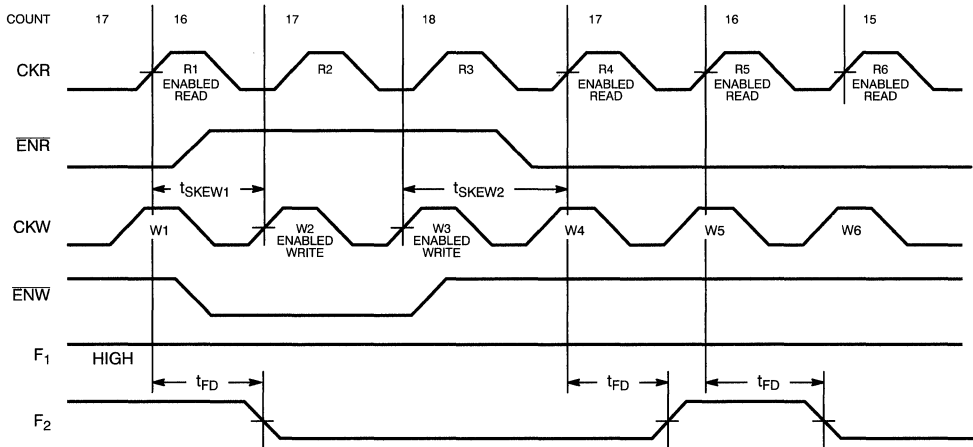 COUNT 17 16 17 18 17 16 15
CKR
R1 ENABLED READ
R2
R3
R4 ENABLED READ
R5 ENABLED READ
R6 ENABLED READ
ENR
tSKEW1
tSKEW2
CKW
W1
W2 ENABLED WRITE
W3 ENABLED WRITE
W4
W5
W6
ENW
F1
HIGH
tFD
tFD
tFD
F2